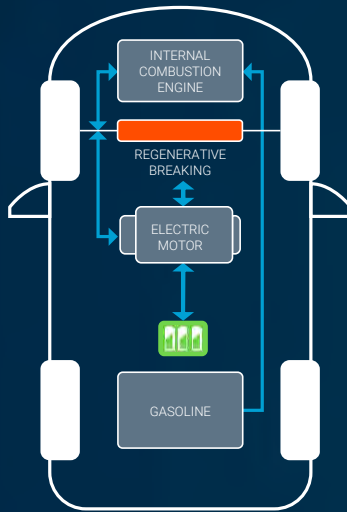 INTERNAL
COMBUSTION
ENGINE
REGENERATIVE
BREAKING
ELECTRIC
MOTOR
GASOLINE